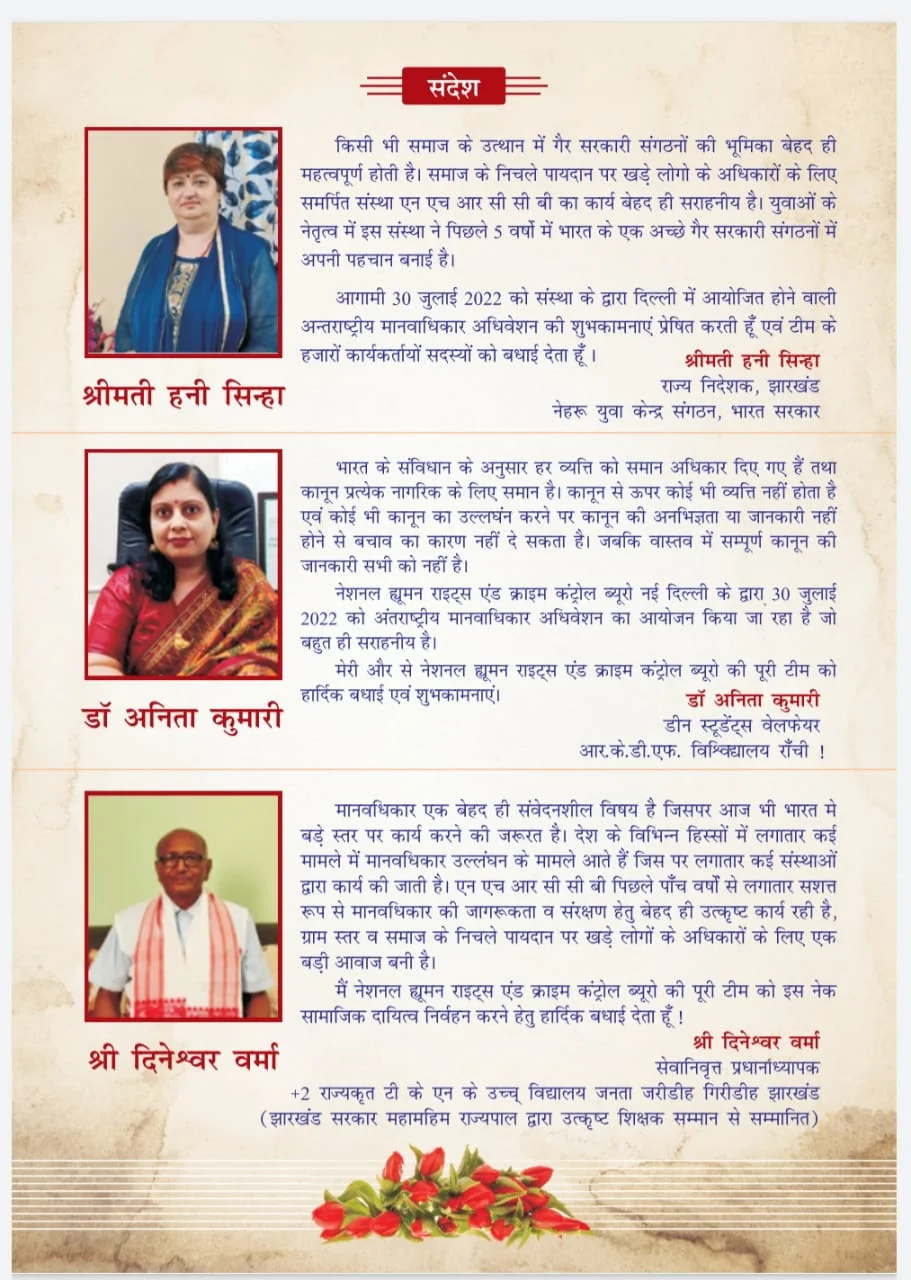 संदेश
किसी भी समाज के उत्थान में गैर सरकारी संगठनों की भूमिका बेहद ही
महत्वपूर्ण होती है। समाज के निचले पायदान पर खड़े लोगो के अधिकारों के लिए
समर्पित संस्था एन एच आर सी सी बी का कार्य बेहद ही सराहनीय है। युवाओं के
नेतृत्व में इस संस्था ने पिछले 5 वर्षो में भारत के एक अच्छे गैर सरकारी संगठनों में
अपनी पहचान बनाई है।
आगामी 30 जुलाई 2022 को संस्था के द्वारा दिल्ली में आयोजित होने वाली
अन्तराष्ट्रीय मानवाधिकार अधिवेशन की शुभकामनाएं प्रेषित करती हूँ एवं टीम के
हजारों कार्यकर्तायों सदस्यों को बधाई देता हूँ ।
श्रीमती हनी सिन्हा
राज्य निदेशक, झारखंड
नेहरू युवा केन्द्र संगठन, भारत सरकार
श्रीमती हनी सिन्हा
भारत के संविधान के अनुसार हर व्यत्ति को समान अधिकार दिए गए हैं तथा
कानून प्रत्येक नागरिक के लिए समान है। कानून से ऊपर कोई भी व्यत्ति नहीं होता है
एवं कोई भी कानून का उल्लघंन करने पर कानून की अनभिज्ञता या जानकारी नहीं
होने से बचाव का कारण नहीं दे सकता है। जबकि वास्तव में सम्पूर्ण कानून की
जानकारी सभी को नहीं है।
नेशनल ह्यूमन राइट्स एंड क्राइम कंट्रोल ब्यूरो नई दिल्ली के द्वारा 30 जुलाई
2022 को अंतराष्ट्रीय मानवाधिकार अधिवेशन का आयोजन किया जा रहा है जो
बहुत ही सराहनीय है।
मेरी और से नेशनल ह्यूमन राइट्स एंड क्राइम कंट्रोल ब्यूरो की पूरी टीम को
हार्दिक बधाई एवं शुभकामनाएं।
डॉ अनिता कुमारी
डीन स्टूडेंट्स वेलफेयर
आर.के.डी.एफ. विश्विद्यालय राँची !
डॉ अनिता कुमारी
मानवधिकार एक बेहद ही संवेदनशील विषय है जिसपर आज भी भारत मे
बड़े स्तर पर कार्य करने की जरूरत है। देश के विभिन्न हिस्सों में लगातार कई
मामले में मानवधिकार उल्लंघन के मामले आते हैं जिस पर लगातार कई संस्थाओं
द्वारा कार्य की जाती है। एन एच आर सी सी बी पिछले पाँच वर्षों से लगातार सशत्त
रूप से मानवधिकार की जागरूकता व संरक्षण हेतु बेहद ही उत्कृष्ट कार्य रही है,
ग्राम स्तर व समाज के निचले पायदान पर खड़े लोगों के अधिकारों के लिए एक
बड़ी आवाज बनी है।
मैं नेशनल ह्यूमन राइट्स एंड क्राइम कंट्रोल ब्यूरो की पूरी टीम को इस नेक
सामाजिक दायित्व निर्वहन करने हेतु हार्दिक बधाई देता हूँ !
श्री दिनेश्वर वर्मा
सेवानिवृत्त प्रधानाध्यापक
+2 राज्यकृत टी के एन के उच्च् विद्यालय जनता जरीडीह गिरीडीह झारखंड
(झारखंड सरकार महामहिम राज्यपाल द्वारा उत्कृष्ट शिक्षक सम्मान से सम्मानित)
श्री दिनेश्वर वर्मा